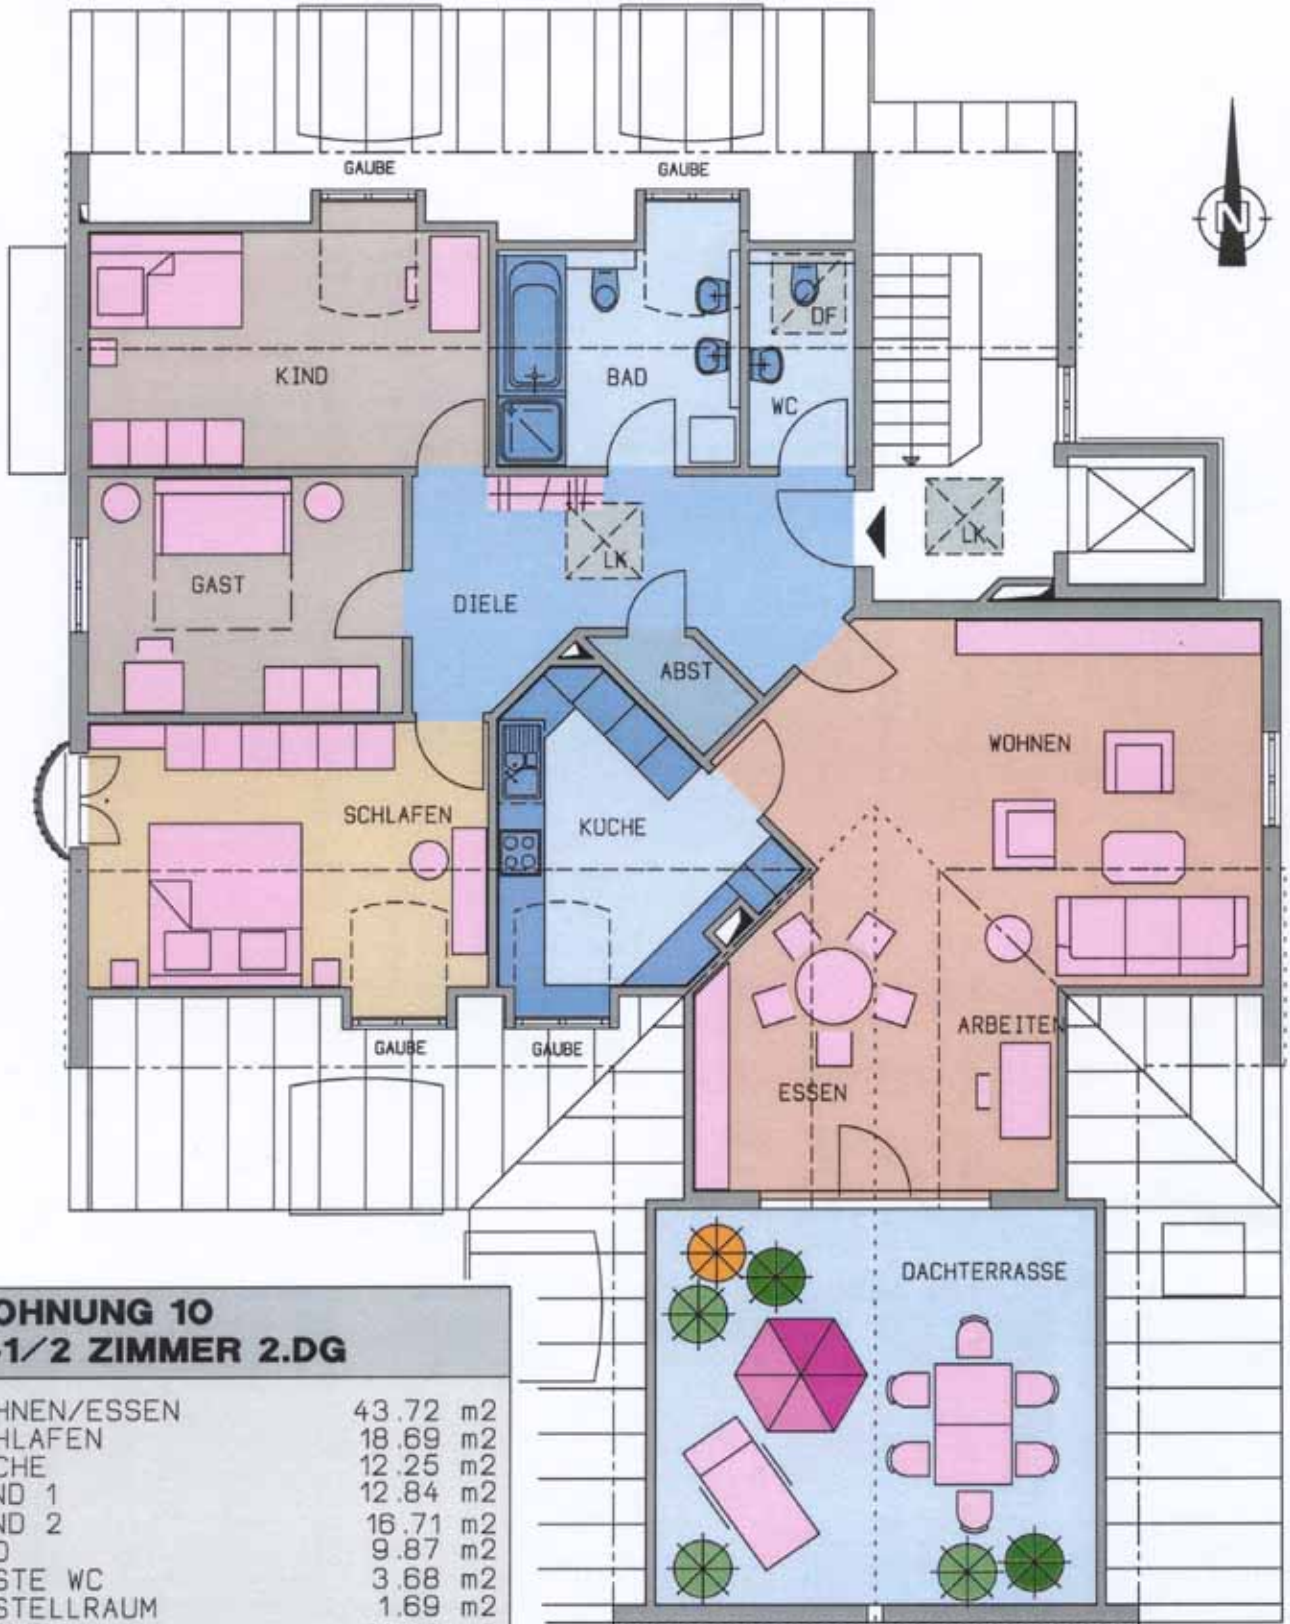 GAUBE GAUBE
N
DF
KIND BAD
WC
LK
LK
GAST
DIELE
ABST
WOHNEN
SCHLAFEN
KÜCHE
ARBEITEN
GAUBE GAUBE
ESSEN
DACHTERRASSE
OHNUNG 10
1/2 ZIMMER 2.DG
HNEN/ESSEN 43.72 m2
HLAFEN 18.69 m2
CHE 12.25 m2
ND 1 12.84 m2
ND 2 16.71 m2
D 9.87 m2
STE WC 3.68 m2
STELLRAUM 1.69 m2